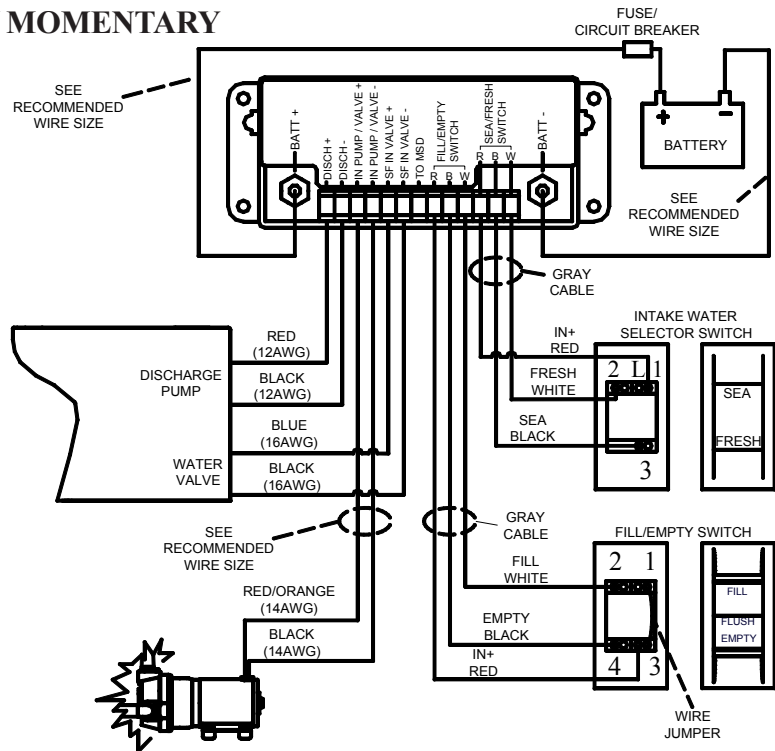 MOMENTARY
FUSE/
CIRCUIT BREAKER
SEE
RECOMMENDED
WIRE SIZE
BATT +
DISCH +
DISCH -
IN PUMP / VALVE +
IN PUMP / VALVE -
SF IN VALVE +
SF IN VALVE -
TO MSD
FILL/EMPTY
SWITCH
R B W
SEA/FRESH
SWITCH
R B W
BATT -
+ -
BATTERY
SEE
RECOMMENDED
WIRE SIZE
GRAY
CABLE
INTAKE WATER
SELECTOR SWITCH
IN+
RED
2 L 1
FRESH
WHITE
SEA
BLACK
3
SEA
FRESH
DISCHARGE
PUMP
RED
(12AWG)
BLACK
(12AWG)
BLUE
(16AWG)
WATER
VALVE
BLACK
(16AWG)
SEE
RECOMMENDED
WIRE SIZE
GRAY
CABLE
FILL/EMPTY SWITCH
FILL
WHITE
2 1
EMPTY
BLACK
IN+
RED
4 3
FILL
FLUSH
EMPTY
RED/ORANGE
(14AWG)
BLACK
(14AWG)
WIRE
JUMPER